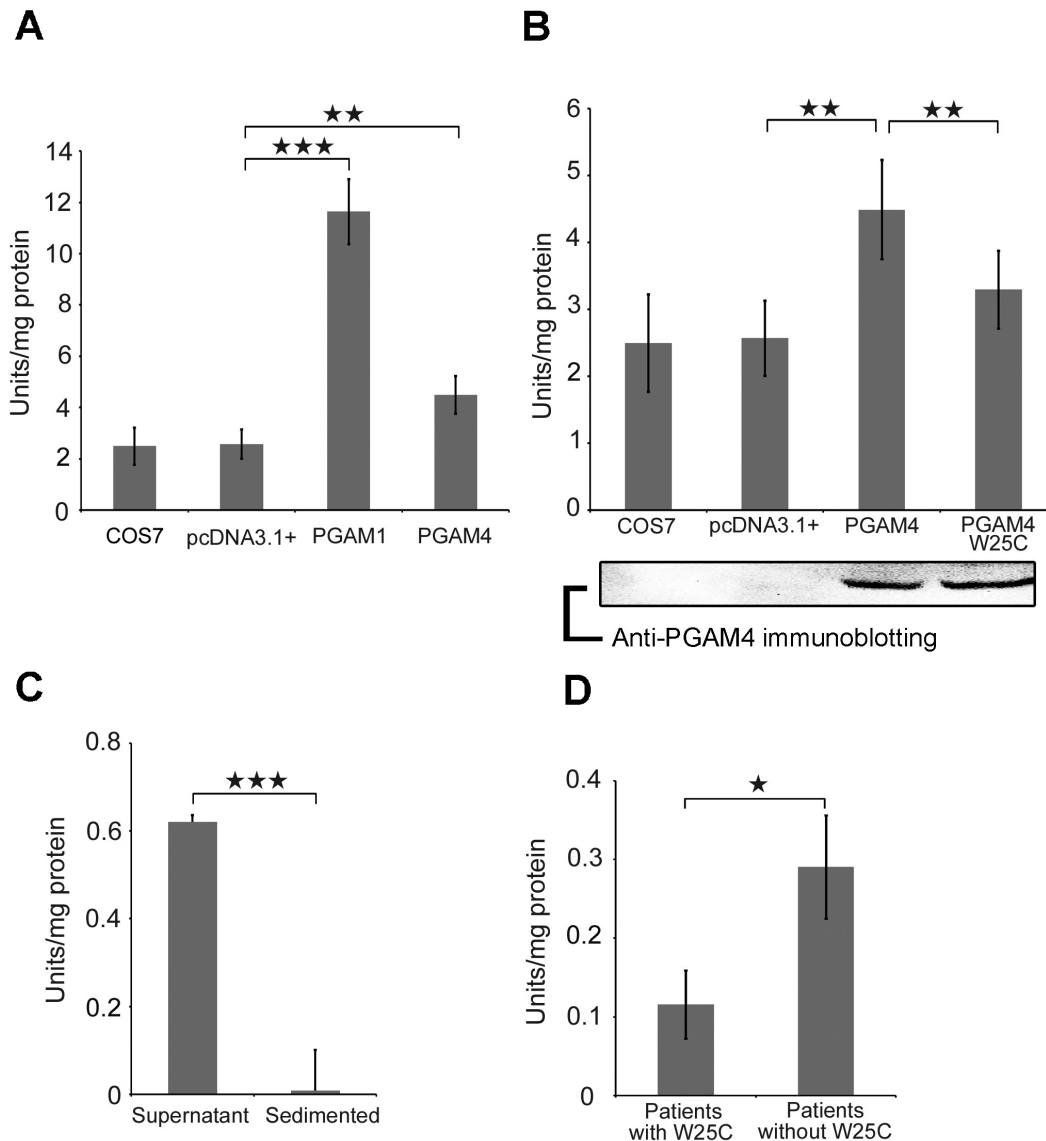 A
Units/mg protein
14
12
10
8
6
4
2
0
★★
★★★
COS7
pcDNA3.1+
PGAM1
PGAM4
B
Units/mg protein
6
5
4
3
2
1
0
★★
★★
COS7
pcDNA3.1+
PGAM4
PGAM4
W25C
Anti-PGAM4 immunoblotting
C
Units/mg protein
0.8
0.6
0.4
0.2
0
★★★
Supernatant
Sedimented
D
Units/mg protein
0.4
0.3
0.2
0.1
0
★
Patients
with W25C
Patients
without W25C